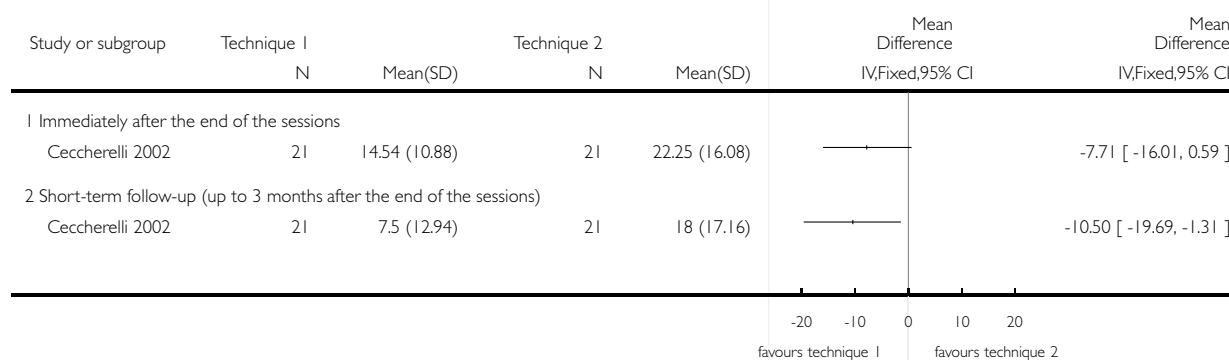 Mean Mean
Study or subgroup Technique 1 Technique 2 Difference Difference
N Mean(SD) N Mean(SD) IV,Fixed,95% CI IV,Fixed,95% CI
1 Immediately after the end of the sessions
Ceccherelli 2002 21 14.54 (10.88) 21 22.25 (16.08) -7.71 [ -16.01, 0.59 ]
2 Short-term follow-up (up to 3 months after the end of the sessions)
Ceccherelli 2002 21 7.5 (12.94) 21 18 (17.16) -10.50 [ -19.69, -1.31 ]
-20 -10 0 10 20
favours technique 1 favours technique 2